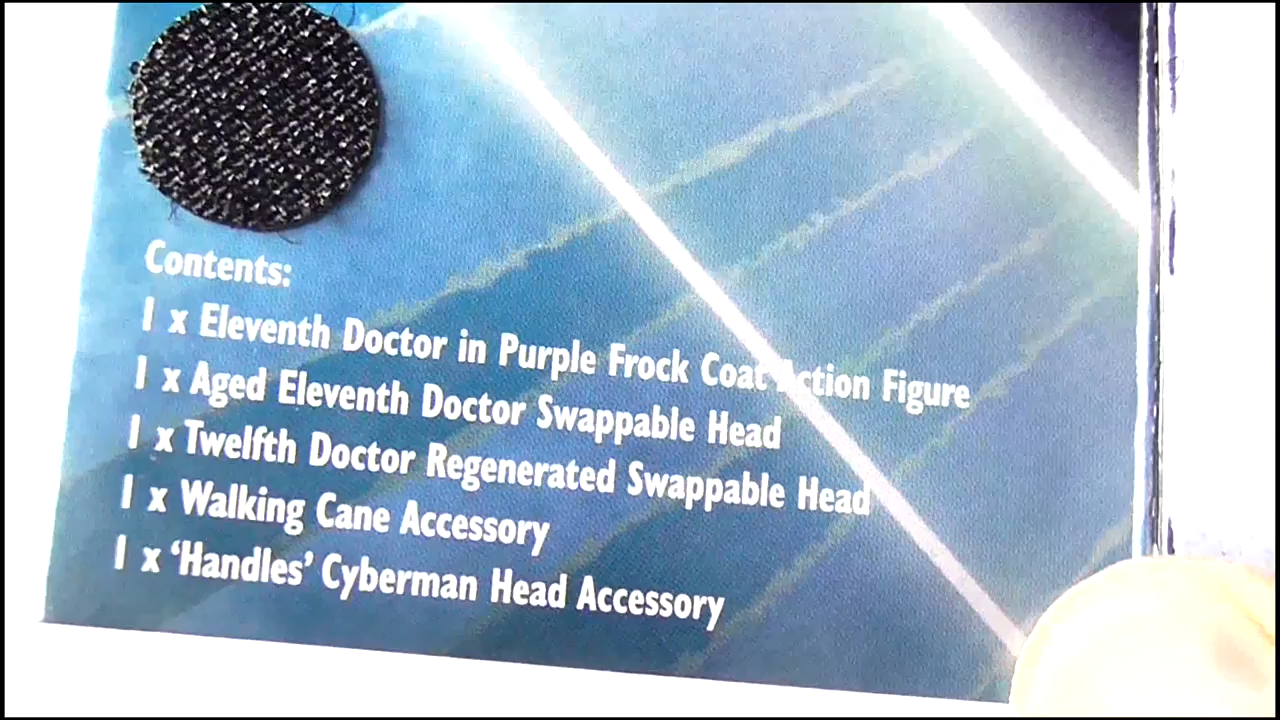 Contents:
1 x Eleventh Doctor in Purple Frock Coat Action Figure
1 x Aged Eleventh Doctor Swappable Head
1 x Twelfth Doctor Regenerated Swappable Head
1 x Walking Cane Accessory
1 x ‘Handles’ Cyberman Head Accessory